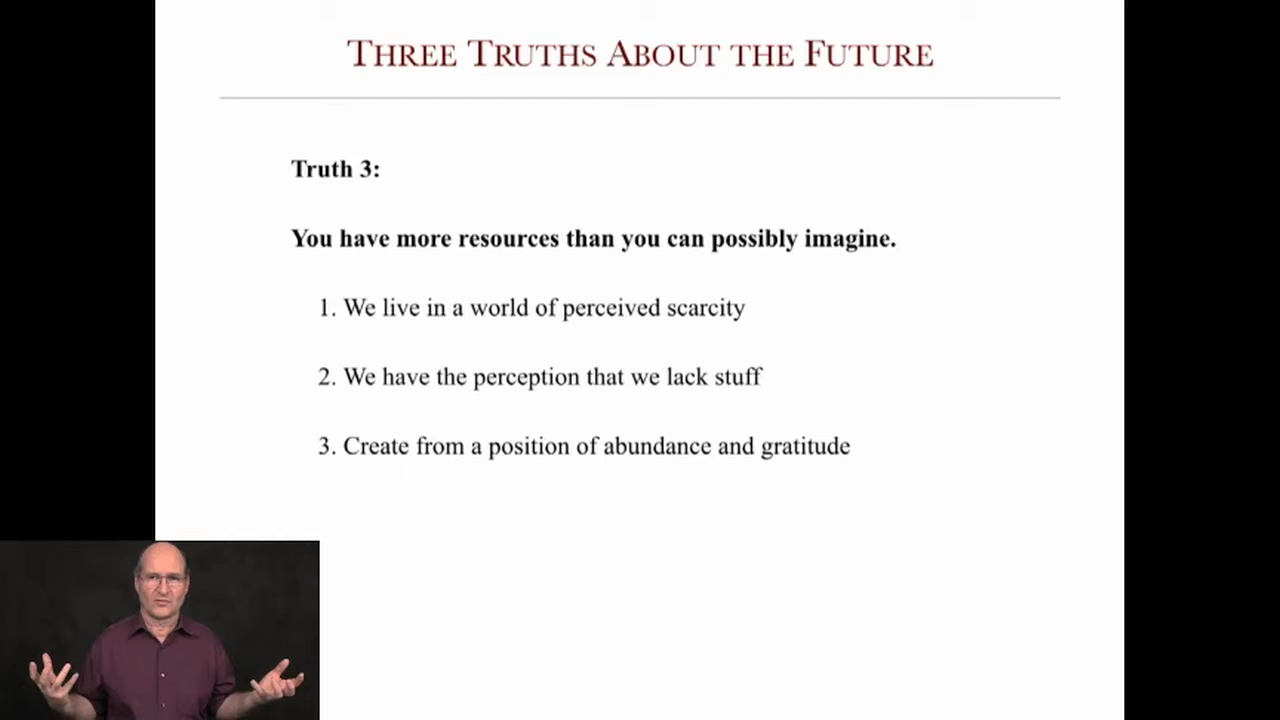 THREE TRUTHS ABOUT THE FUTURE
Truth 3:
You have more resources than you can possibly imagine.
1. We live in a world of perceived scarcity
2. We have the perception that we lack stuff
3. Create from a position of abundance and gratitude